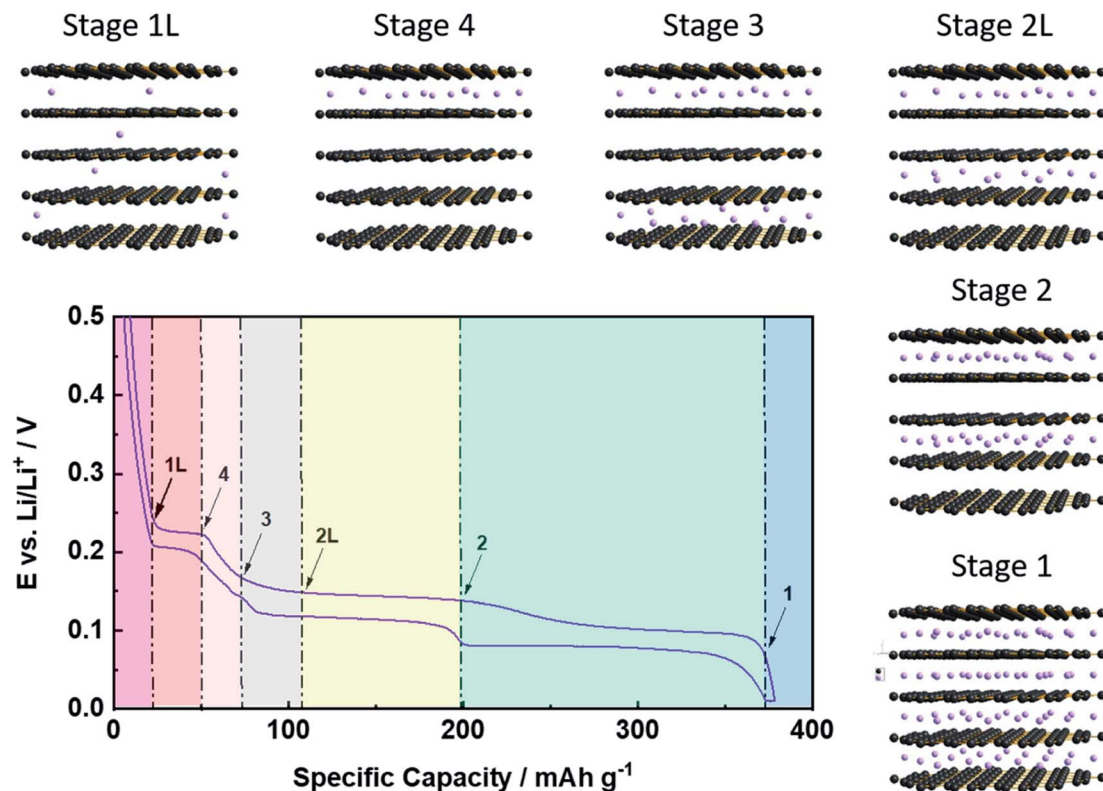 Stage 1L
Stage 4
Stage 3
Stage 2L
Stage 2
Stage 1
E vs. Li/Li⁺ / V
0.5
0.4
0.3
0.2
0.1
0.0
1L
4
3
2L
2
1
0
100
200
300
400
Specific Capacity / mAh g⁻¹